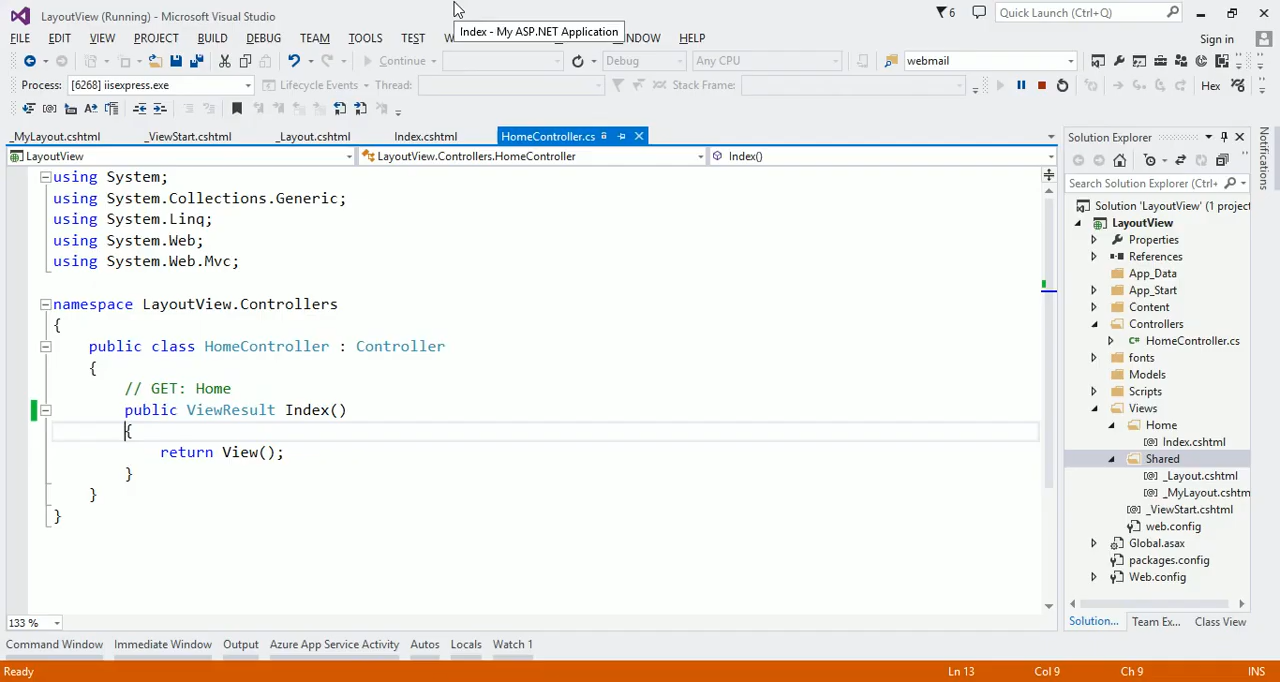 LayoutView (Running) - Microsoft Visual Studio
6
Quick Launch (Ctrl+Q)
Index - My ASP.NET Application
FILE EDIT VIEW PROJECT BUILD DEBUG TEAM TOOLS TEST W INDOW HELP
Sign in
Continue
Debug
Any CPU
webmail
Process: [6268] iisexpress.exe
Lifecycle Events
Thread:
Stack Frame:
Hex
_MyLayout.cshtml _ViewStart.cshtml _Layout.cshtml Index.cshtml HomeController.cs
LayoutView
LayoutView.Controllers.HomeController
Index()
using System;
using System.Collections.Generic;
using System.Linq;
using System.Web;
using System.Web.Mvc;
namespace LayoutView.Controllers
{
public class HomeController : Controller
{
// GET: Home
public ViewResult Index()
{
return View();
}
}
}
133 %
Solution Explorer
Search Solution Explorer (Ctrl+
Solution 'LayoutView' (1 project
LayoutView
Properties
References
App_Data
App_Start
Content
Controllers
HomeController.cs
fonts
Models
Scripts
Views
Home
Index.cshtml
Shared
_Layout.cshtml
_MyLayout.cshtm
_ViewStart.cshtml
web.config
Global.asax
packages.config
Web.config
Solution... Team Ex... Class View
Notifications
Command Window Immediate Window Output Azure App Service Activity Autos Locals Watch 1
Ready
Ln 13 Col 9 Ch 9 INS